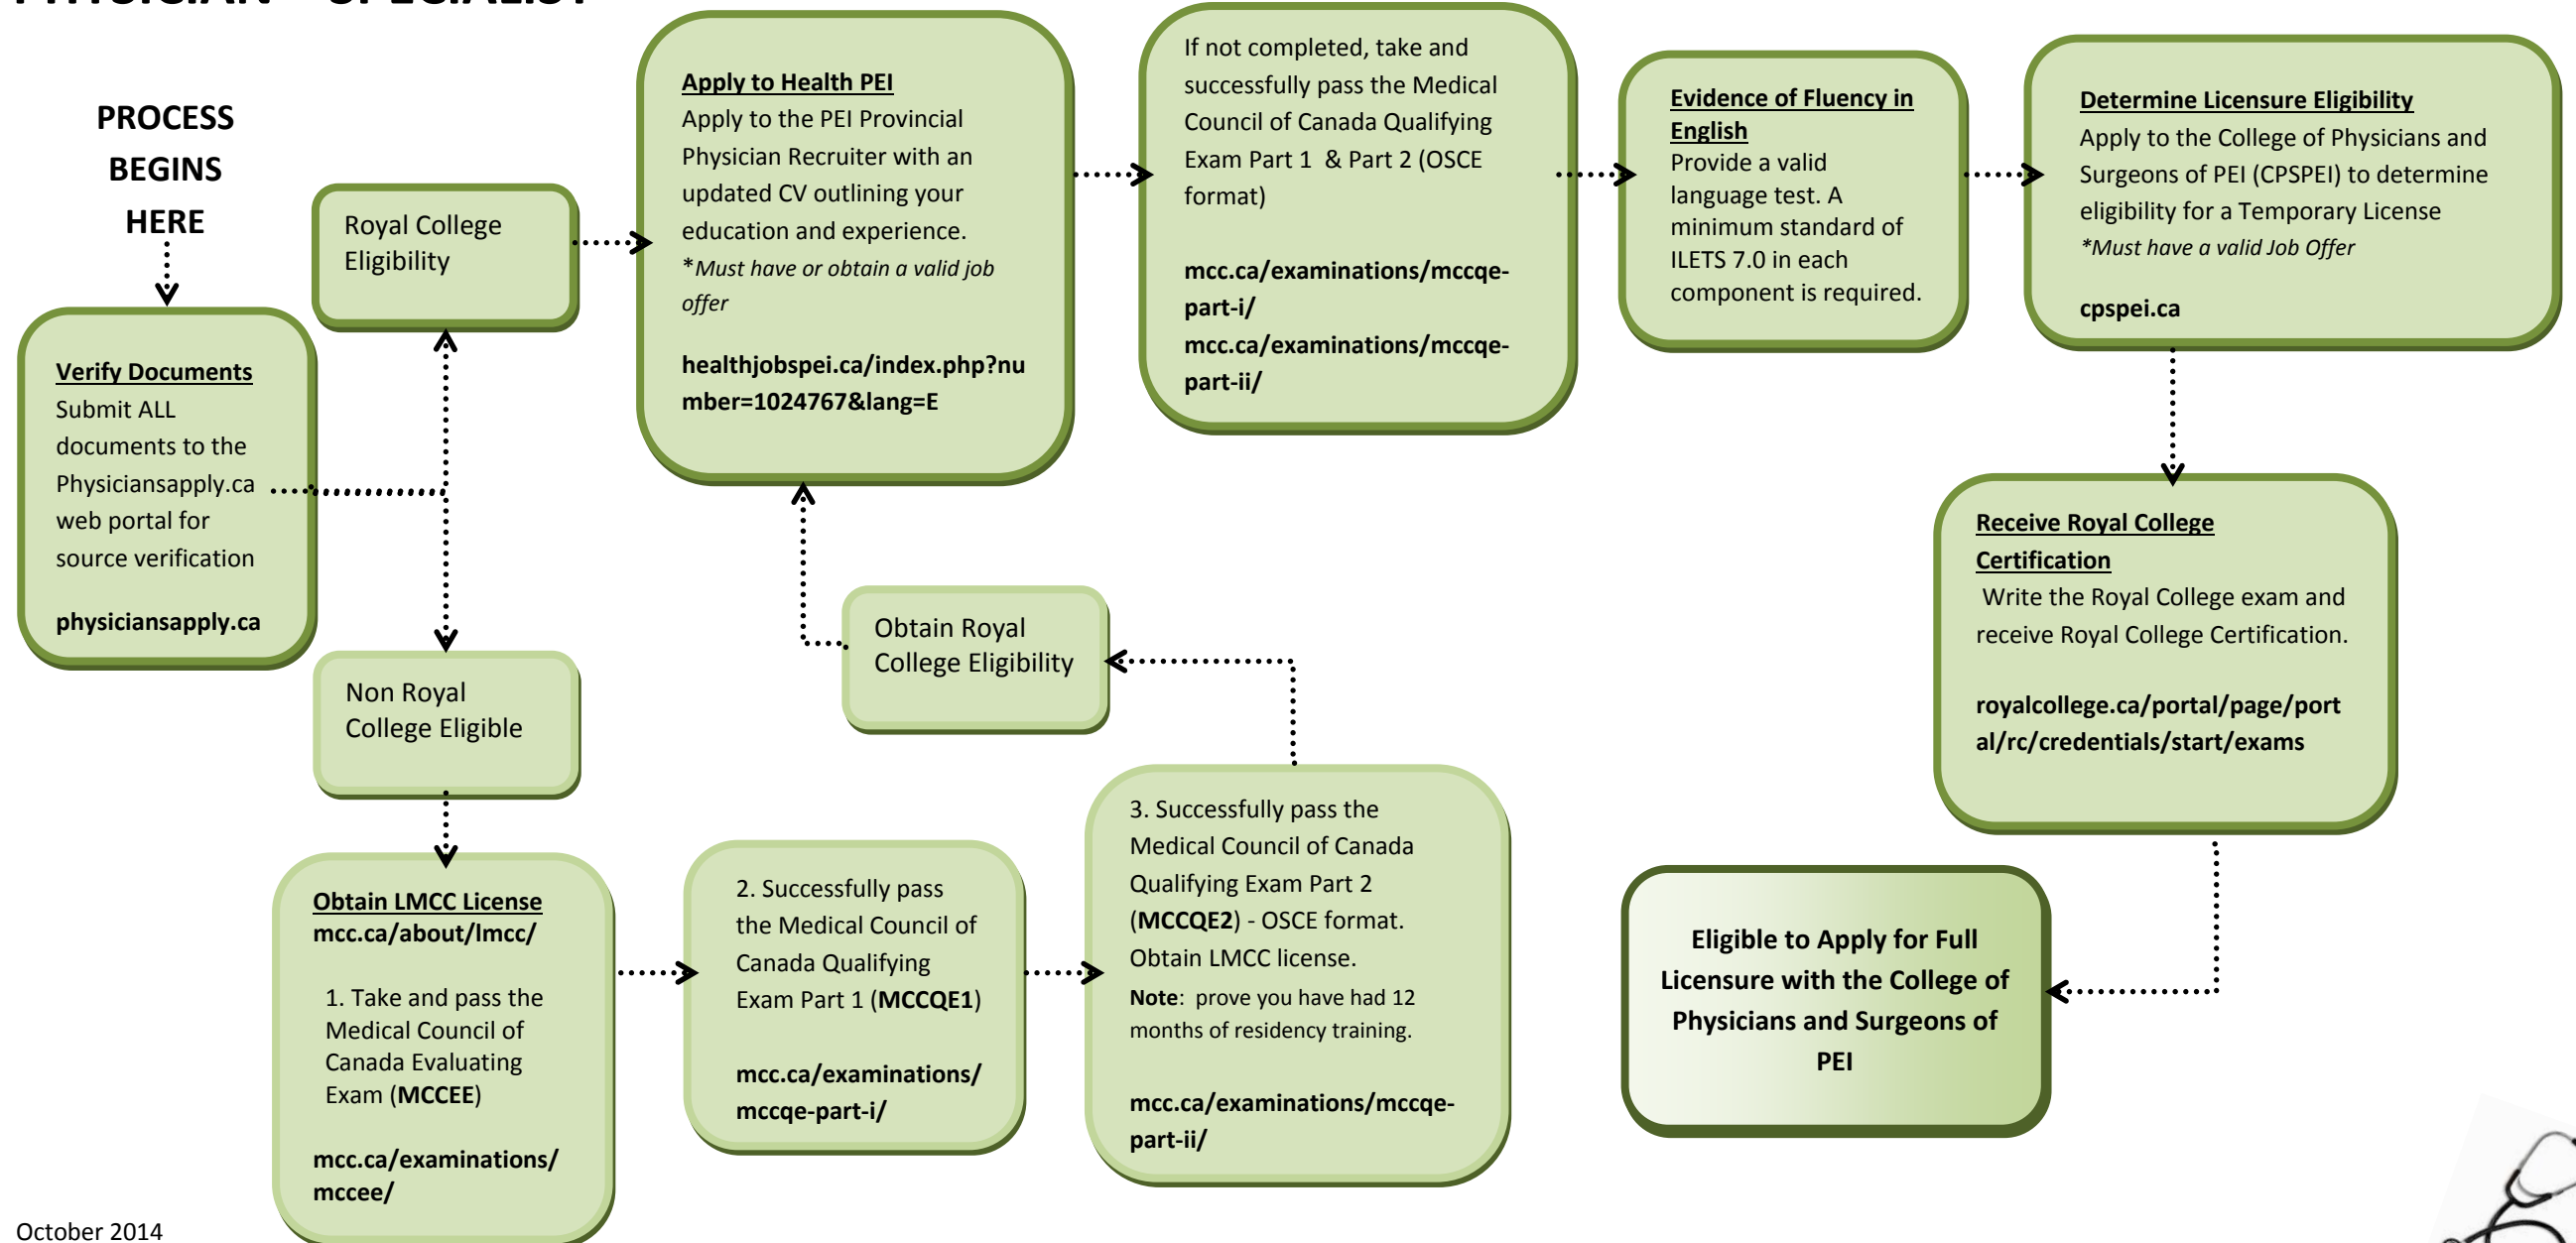 PHYSICIAN – SPECIALIST
PROCESS
BEGINS
HERE
Verify Documents
Submit ALL
documents to the
Physiciansapply.ca
web portal for
source verification
physiciansapply.ca
Royal College
Eligibility
Non Royal
College Eligible
Apply to Health PEI
Apply to the PEI Provincial
Physician Recruiter with an
updated CV outlining your
education and experience.
*Must have or obtain a valid job
offer
healthjobspei.ca/index.php?nu
mber=1024767&lang=E
If not completed, take and
successfully pass the Medical
Council of Canada Qualifying
Exam Part 1 & Part 2 (OSCE
format)
mcc.ca/examinations/mccqe-
part-i/
mcc.ca/examinations/mccqe-
part-ii/
Evidence of Fluency in
English
Provide a valid
language test. A
minimum standard of
ILETS 7.0 in each
component is required.
Determine Licensure Eligibility
Apply to the College of Physicians and
Surgeons of PEI (CPSPEI) to determine
eligibility for a Temporary License
*Must have a valid Job Offer
cpspei.ca
Receive Royal College
Certification
Write the Royal College exam and
receive Royal College Certification.
royalcollege.ca/portal/page/port
al/rc/credentials/start/exams
Obtain Royal
College Eligibility
Obtain LMCC License
mcc.ca/about/lmcc/
1. Take and pass the
Medical Council of
Canada Evaluating
Exam (MCCEE)
mcc.ca/examinations/
mccee/
2. Successfully pass
the Medical Council of
Canada Qualifying
Exam Part 1 (MCCQE1)
mcc.ca/examinations/
mccqe-part-i/
3. Successfully pass the
Medical Council of Canada
Qualifying Exam Part 2
(MCCQE2) - OSCE format.
Obtain LMCC license.
Note: prove you have had 12
months of residency training.
mcc.ca/examinations/mccqe-
part-ii/
Eligible to Apply for Full
Licensure with the College of
Physicians and Surgeons of
PEI
October 2014